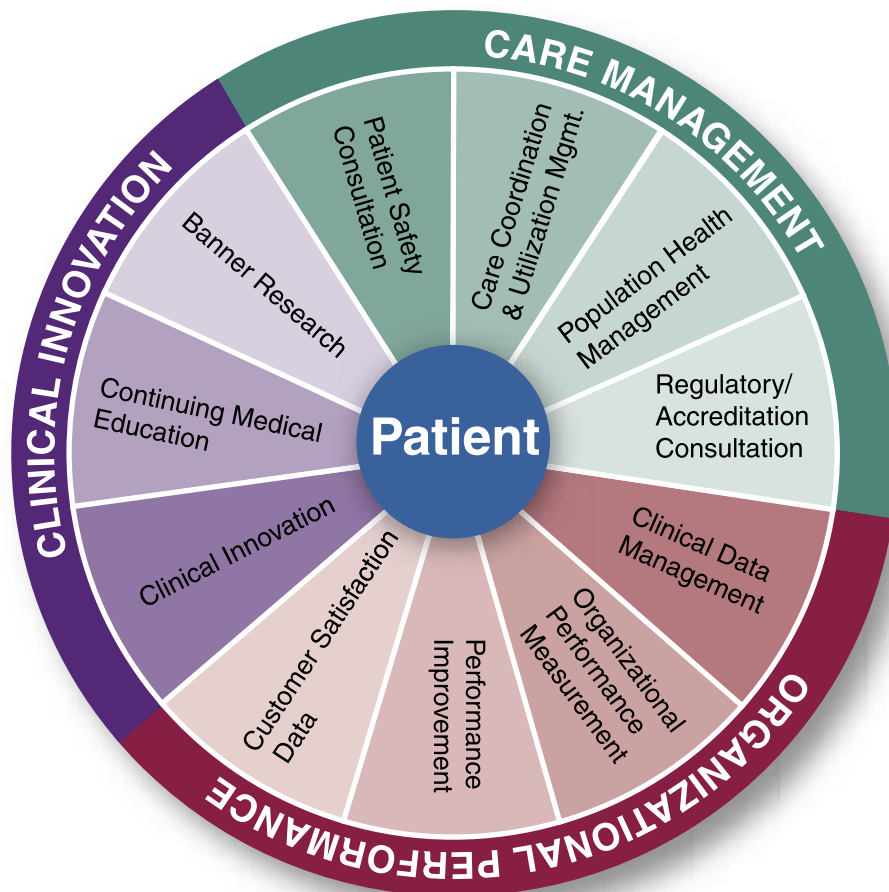 CARE MANAGEMENT
Patient Safety
Consultation
Care Coordination
& Utilization Mgmt.
Population Health
Management
Regulatory/
Accreditation
Consultation
ORGANIZATIONAL PERFORMANCE
Clinical Data
Management
Organizational
Performance
Measurement
Performance
Improvement
Customer Satisfaction
Data
CLINICAL INNOVATION
Clinical Innovation
Continuing Medical
Education
Banner Research
Patient